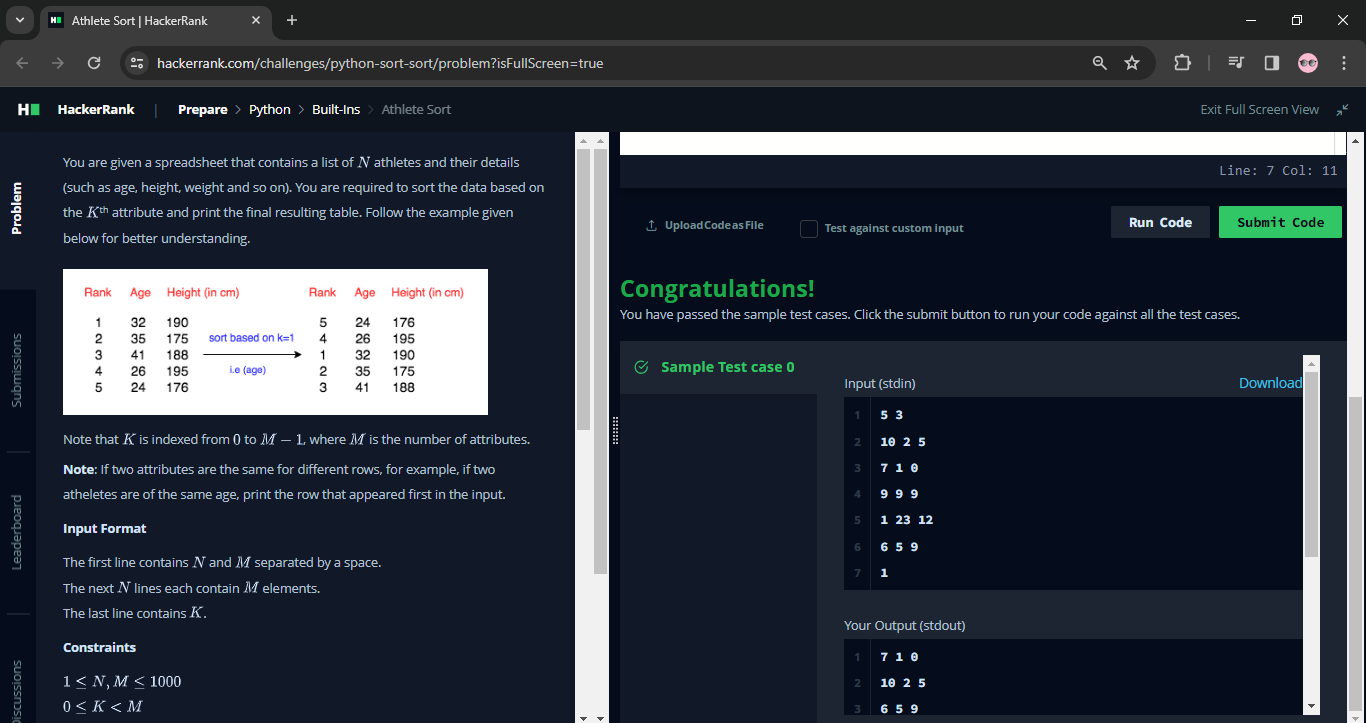 Athlete Sort | HackerRank
hackerrank.com/challenges/python-sort-sort/problem?isFullScreen=true
HackerRank | Prepare > Python > Built-Ins > Athlete Sort
Exit Full Screen View
Problem
Submissions
Leaderboard
iscussions
You are given a spreadsheet that contains a list of N athletes and their details
(such as age, height, weight and so on). You are required to sort the data based on
the Kth attribute and print the final resulting table. Follow the example given
below for better understanding.
Rank Age Height (in cm) Rank Age Height (in cm)
1 32 190 5 24 176
2 35 175 sort based on k=1 4 26 195
3 41 188 1 32 190
4 26 195 i.e (age) 2 35 175
5 24 176 3 41 188
Note that K is indexed from 0 to M − 1, where M is the number of attributes.
Note: If two attributes are the same for different rows, for example, if two
atheletes are of the same age, print the row that appeared first in the input.
Input Format
The first line contains N and M separated by a space.
The next N lines each contain M elements.
The last line contains K.
Constraints
1 ≤ N, M ≤ 1000
0 ≤ K < M
Line: 7 Col: 11
Upload Code as File
Test against custom input
Run Code
Submit Code
Congratulations!
You have passed the sample test cases. Click the submit button to run your code against all the test cases.
Sample Test case 0
Input (stdin)
Download
1 5 3
2 10 2 5
3 7 1 0
4 9 9 9
5 1 23 12
6 6 5 9
7 1
Your Output (stdout)
1 7 1 0
2 10 2 5
3 6 5 9